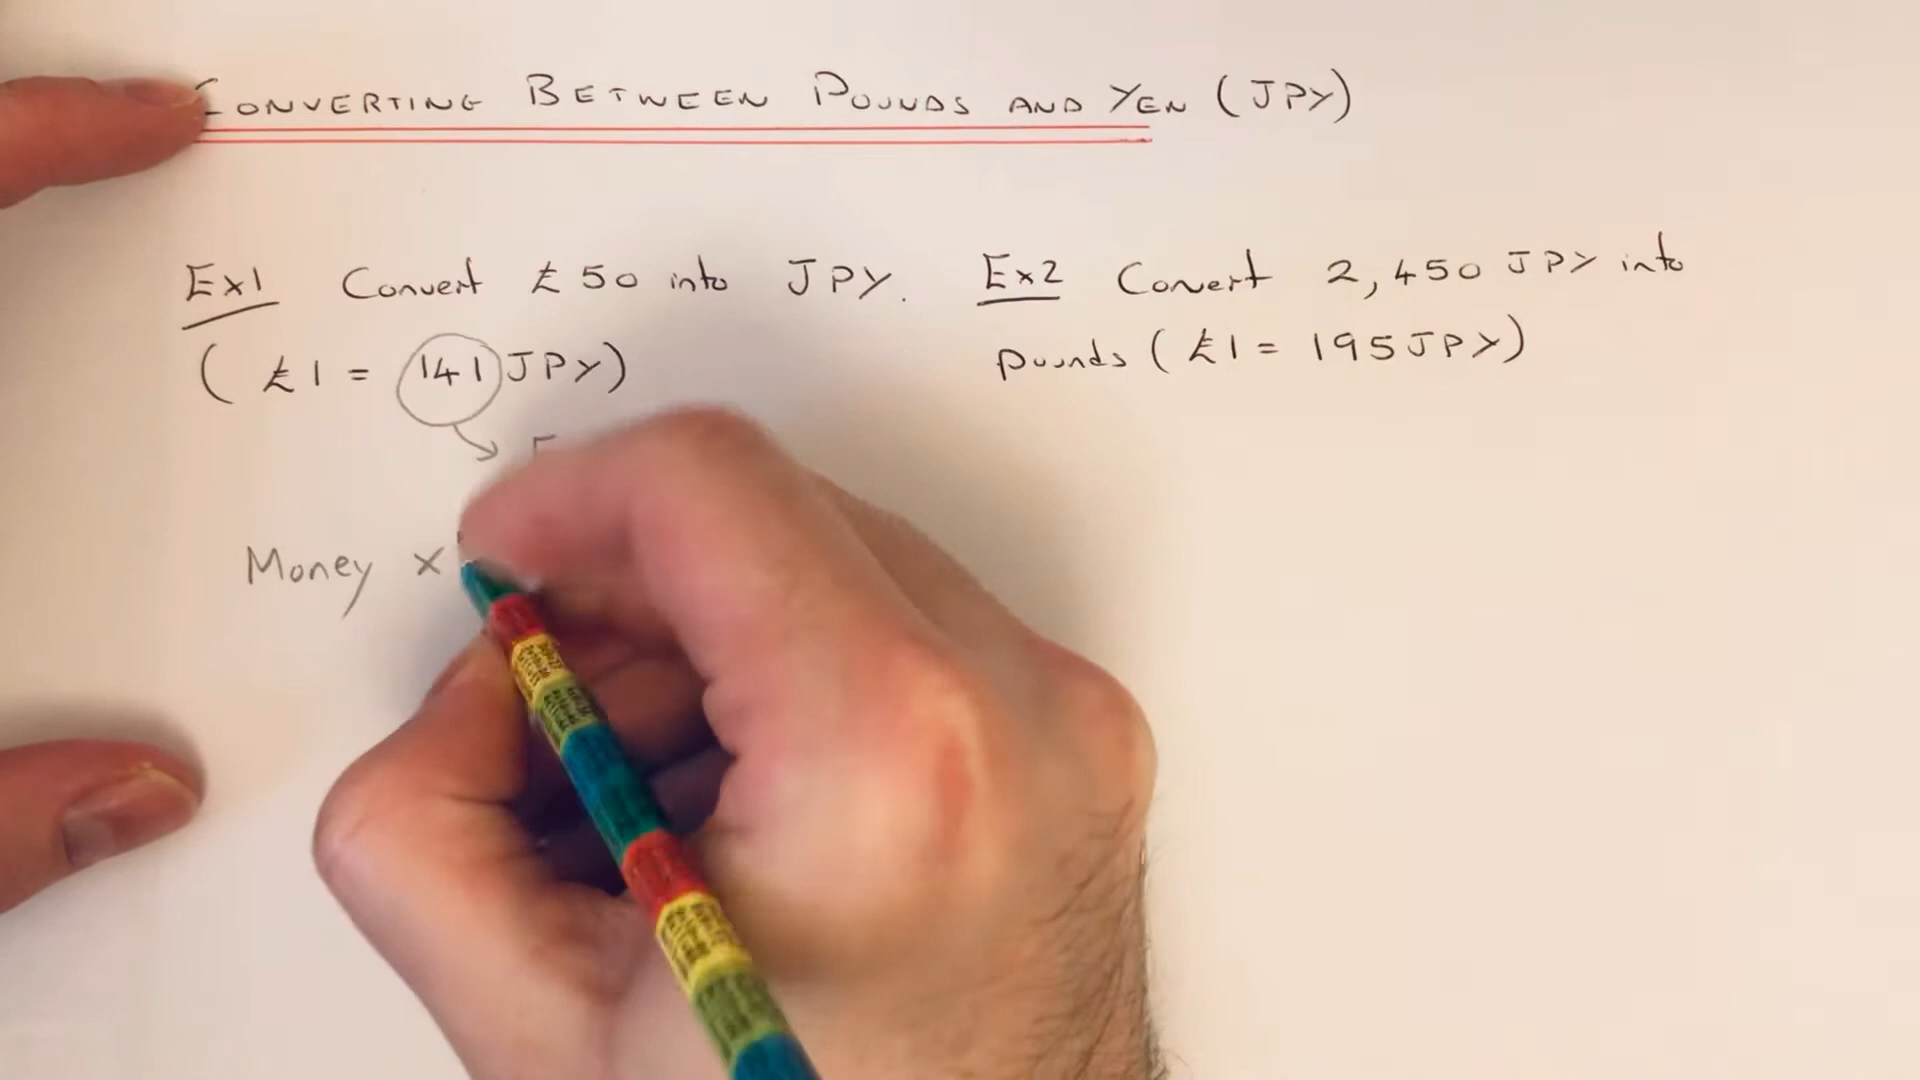 CONVERTING BETWEEN POUNDS AND YEN (JPY)
Ex1 Convert £50 into JPY.
(£1 = 141 JPY)
Money ×
Ex2 Convert 2,450 JPY into
pounds (£1 = 195 JPY)